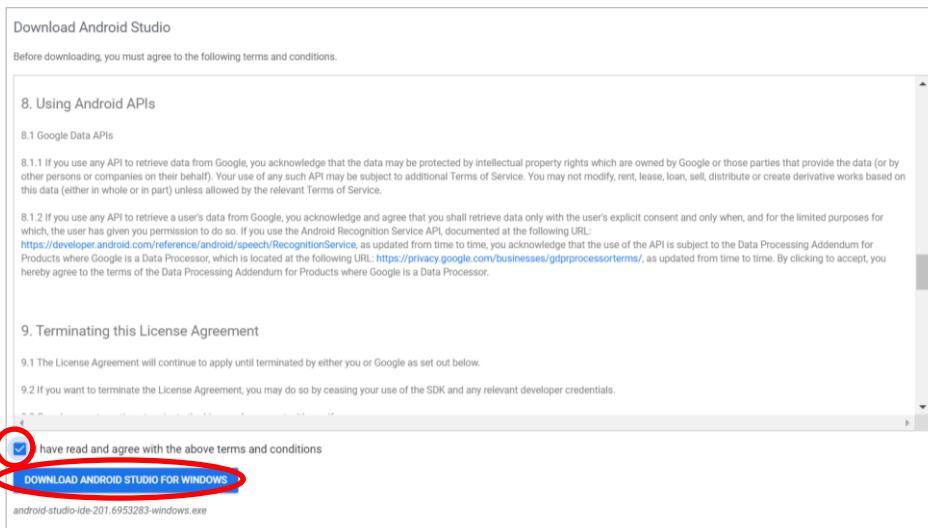 Download Android Studio
Before downloading, you must agree to the following terms and conditions.
8. Using Android APIs
8.1 Google Data APIs
8.1.1 If you use any API to retrieve data from Google, you acknowledge that the data may be protected by intellectual property rights which are owned by Google or those parties that provide the data (or by
other persons or companies on their behalf). Your use of any such API may be subject to additional Terms of Service. You may not modify, rent, lease, loan, sell, distribute or create derivative works based on
this data (either in whole or in part) unless allowed by the relevant Terms of Service.
8.1.2 If you use any API to retrieve a user's data from Google, you acknowledge and agree that you shall retrieve data only with the user's explicit consent and only when, and for the limited purposes for
which, the user has given you permission to do so. If you use the Android Recognition Service API, documented at the following URL:
https://developer.android.com/reference/android/speech/RecognitionService, as updated from time to time, you acknowledge that the use of the API is subject to the Data Processing Addendum for
Products where Google is a Data Processor, which is located at the following URL: https://privacy.google.com/businesses/gdprprocessorterms/, as updated from time to time. By clicking to accept, you
hereby agree to the terms of the Data Processing Addendum for Products where Google is a Data Processor.
9. Terminating this License Agreement
9.1 The License Agreement will continue to apply until terminated by either you or Google as set out below.
9.2 If you want to terminate the License Agreement, you may do so by ceasing your use of the SDK and any relevant developer credentials.
have read and agree with the above terms and conditions
DOWNLOAD ANDROID STUDIO FOR WINDOWS
android-studio-ide-201.6953283-windows.exe